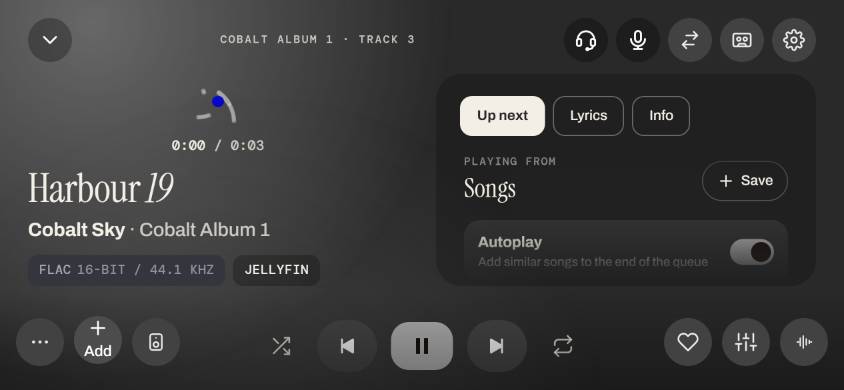 COBALT ALBUM 1 · TRACK 3
0:00 / 0:03
Harbour 19
Cobalt Sky · Cobalt Album 1
FLAC 16-BIT / 44.1 KHZ
JELLYFIN
Up next
Lyrics
Info
PLAYING FROM
Songs
Save
Autoplay
Add similar songs to the end of the queue
Add